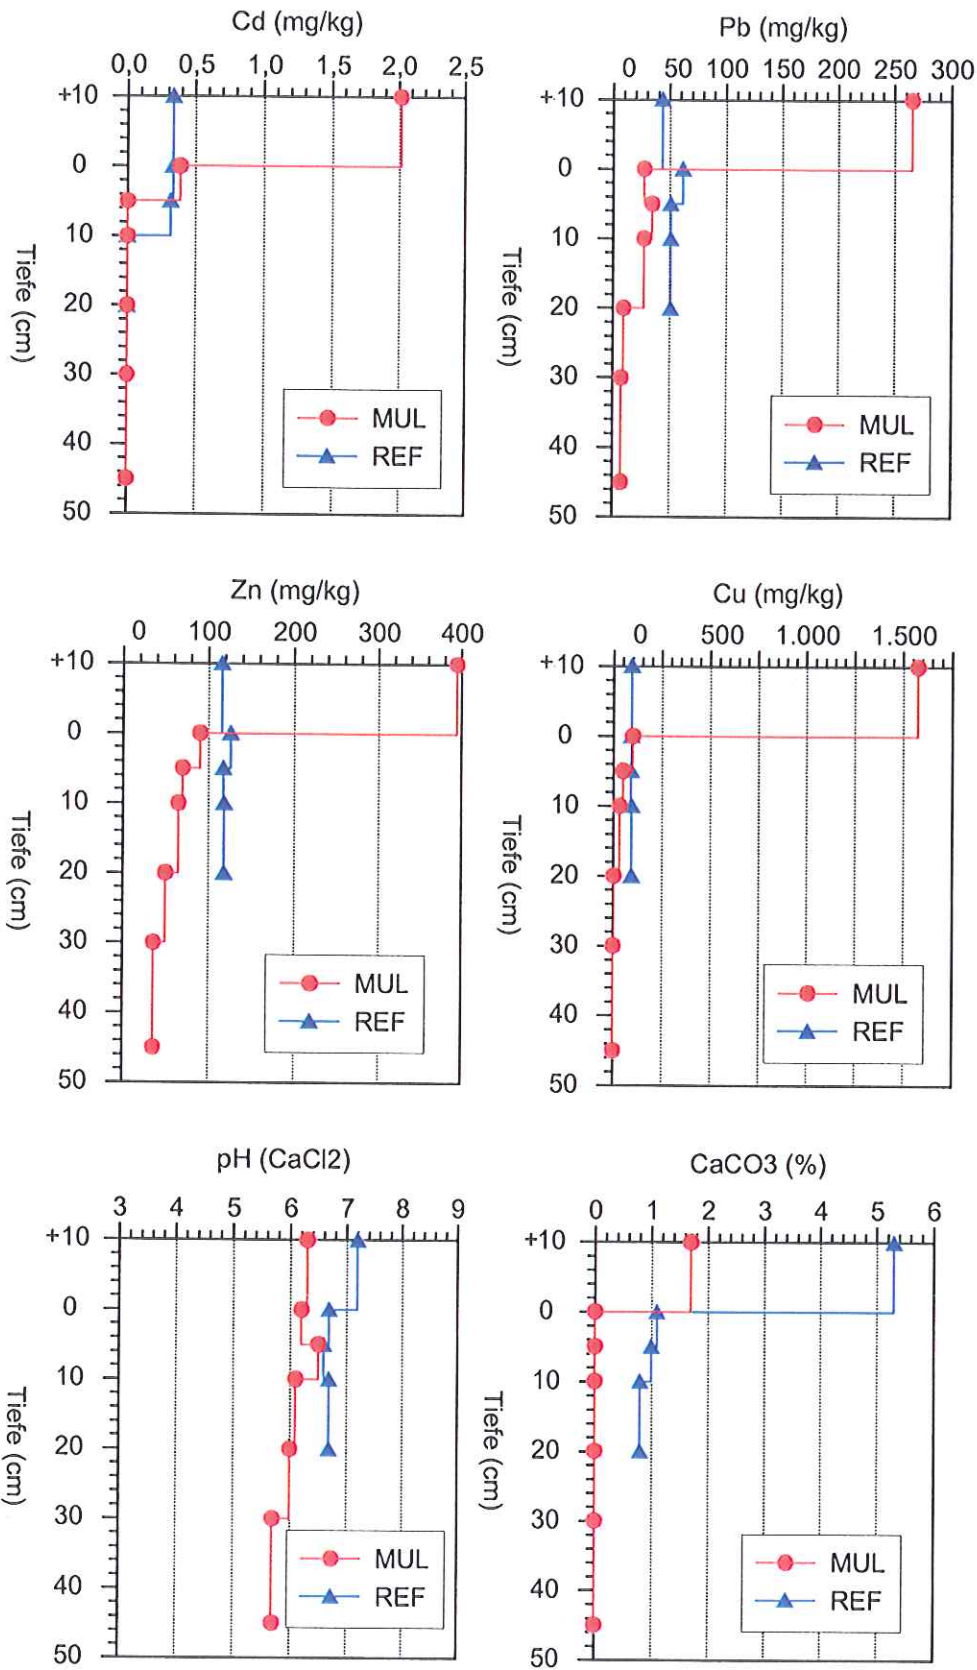 Cd (mg/kg)
0,0 0,5 1,0 1,5 2,0 2,5
+10
0
10
20
30
40
50
Tiefe (cm)
MUL
REF
Pb (mg/kg)
0 50 100 150 200 250 300
+10
0
10
20
30
40
50
Tiefe (cm)
MUL
REF
Zn (mg/kg)
0 100 200 300 400
+10
0
10
20
30
40
50
Tiefe (cm)
MUL
REF
Cu (mg/kg)
0 500 1.000 1.500
+10
0
10
20
30
40
50
Tiefe (cm)
MUL
REF
pH (CaCl2)
3 4 5 6 7 8 9
+10
0
10
20
30
40
50
Tiefe (cm)
MUL
REF
CaCO3 (%)
0 1 2 3 4 5 6
+10
0
10
20
30
40
50
Tiefe (cm)
MUL
REF